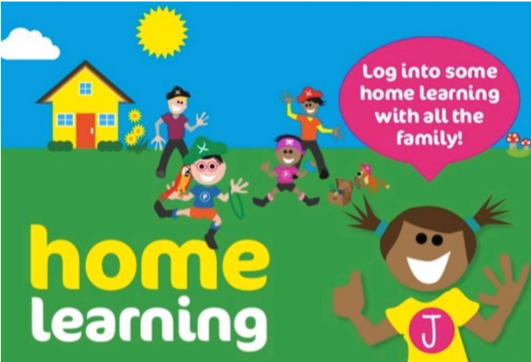 Log into some
home learning
with all the
family!
home
learning
J